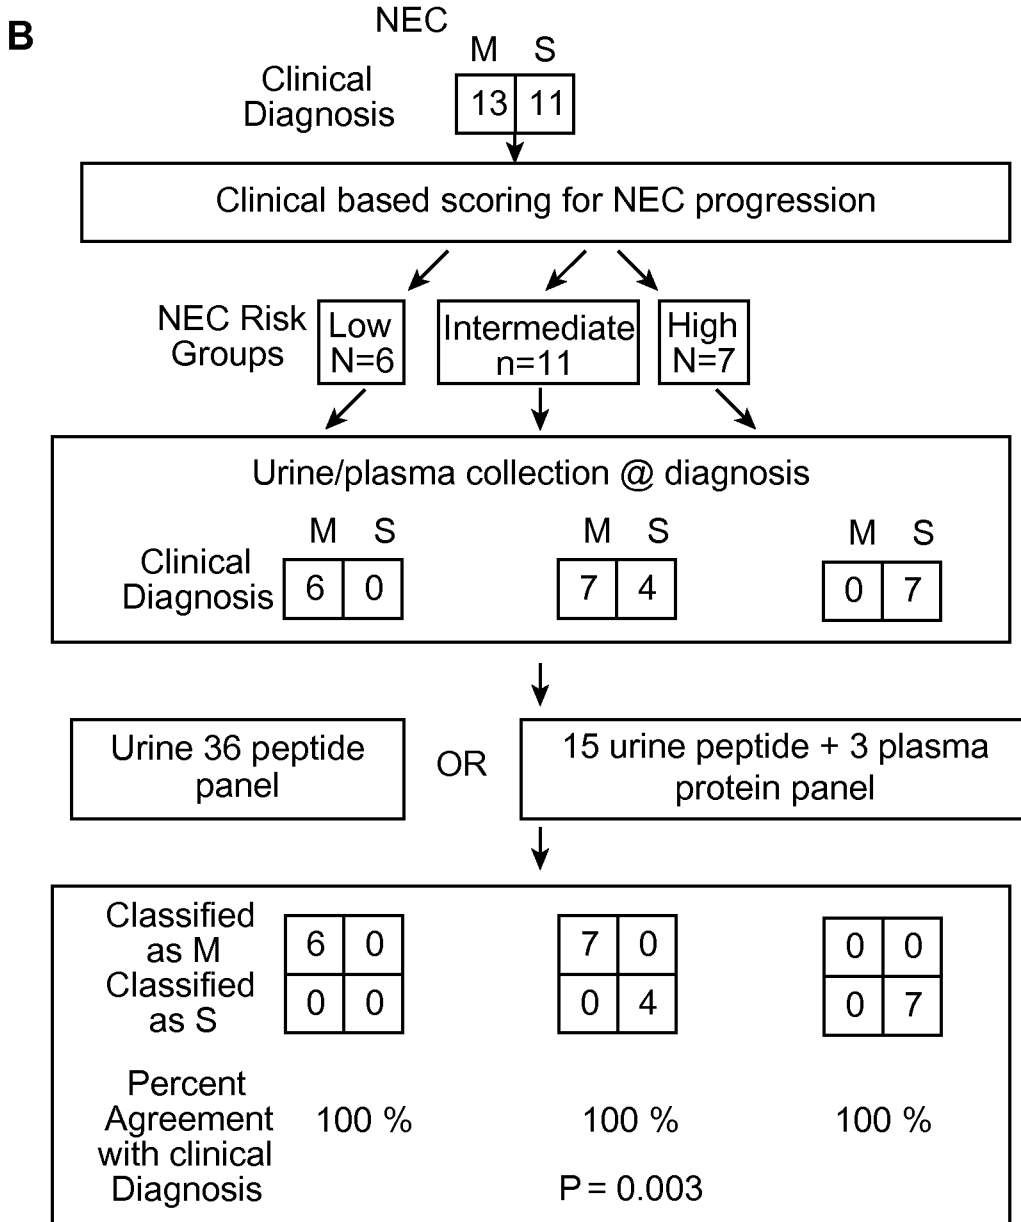 B
NEC
M S
Clinical
Diagnosis
13 11
Clinical based scoring for NEC progression
NEC Risk
Groups
Low
N=6
Intermediate
n=11
High
N=7
Urine/plasma collection @ diagnosis
M S M S M S
Clinical
Diagnosis
6 0 7 4 0 7
Urine 36 peptide
panel
OR
15 urine peptide + 3 plasma
protein panel
Classified
as M
6 0 7 0 0 0
Classified
as S
0 0 0 4 0 7
Percent
Agreement
with clinical
Diagnosis
100 % 100 % 100 %
P = 0.003